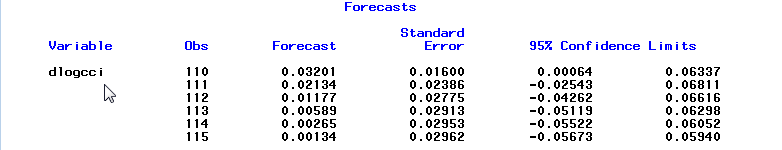 Forecasts
Standard
Variable Obs Forecast Error 95% Confidence Limits
dlogcci 110 0.03201 0.01600 0.00064 0.06337
111 0.02134 0.02386 -0.02543 0.06811
112 0.01177 0.02775 -0.04262 0.06616
113 0.00589 0.02913 -0.05119 0.06298
114 0.00265 0.02953 -0.05522 0.06052
115 0.00134 0.02962 -0.05673 0.05940